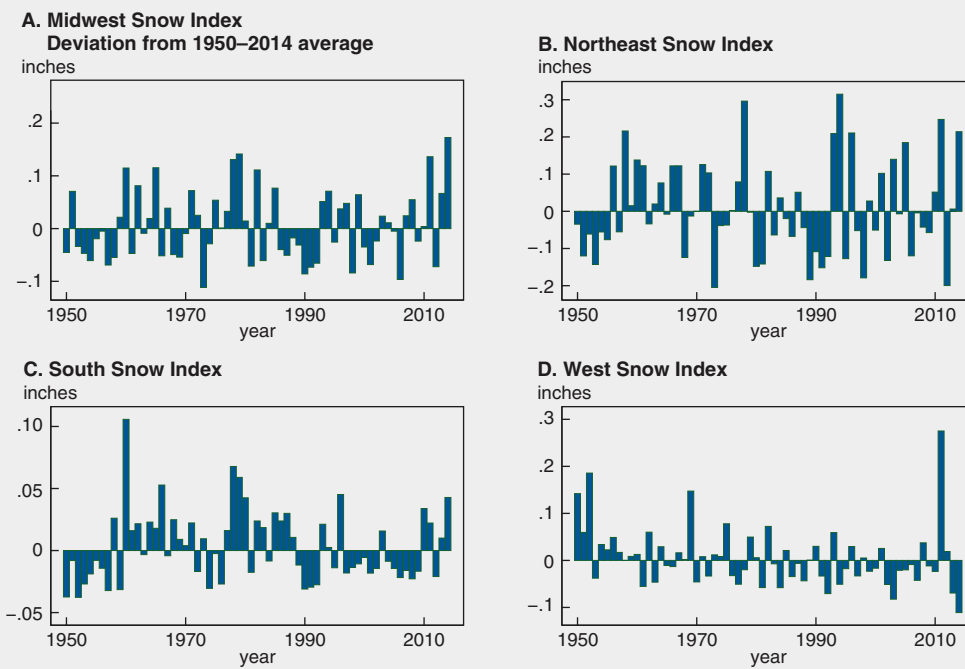 A. Midwest Snow Index
Deviation from 1950–2014 average
inches
.2
.1
0
–.1
1950 1970 1990 2010
year
B. Northeast Snow Index
inches
.3
.2
.1
0
–.1
–.2
1950 1970 1990 2010
year
C. South Snow Index
inches
.10
.05
0
–.05
1950 1970 1990 2010
year
D. West Snow Index
inches
.3
.2
.1
0
–.1
1950 1970 1990 2010
year